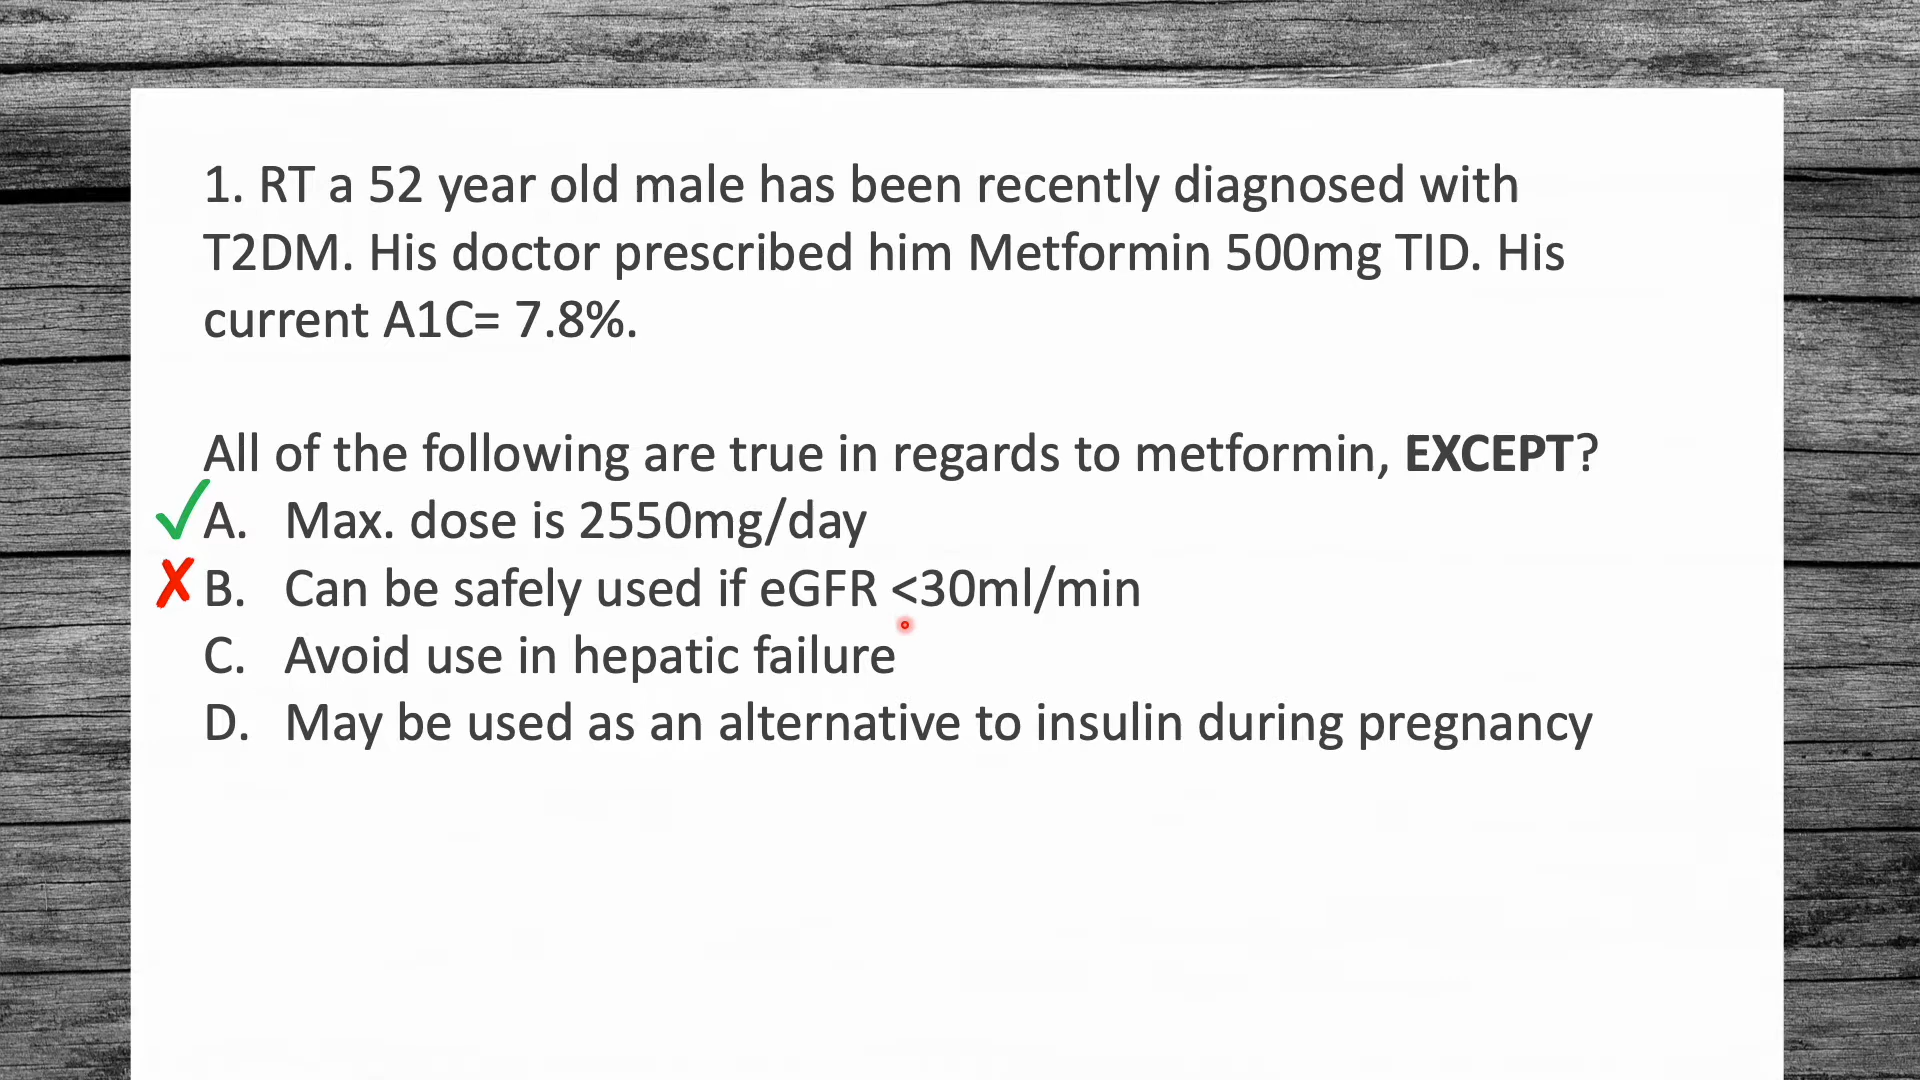 1. RT a 52 year old male has been recently diagnosed with
T2DM. His doctor prescribed him Metformin 500mg TID. His
current A1C= 7.8%.
All of the following are true in regards to metformin, EXCEPT?
✓A. Max. dose is 2550mg/day
✗B. Can be safely used if eGFR <30ml/min
C. Avoid use in hepatic failure
D. May be used as an alternative to insulin during pregnancy